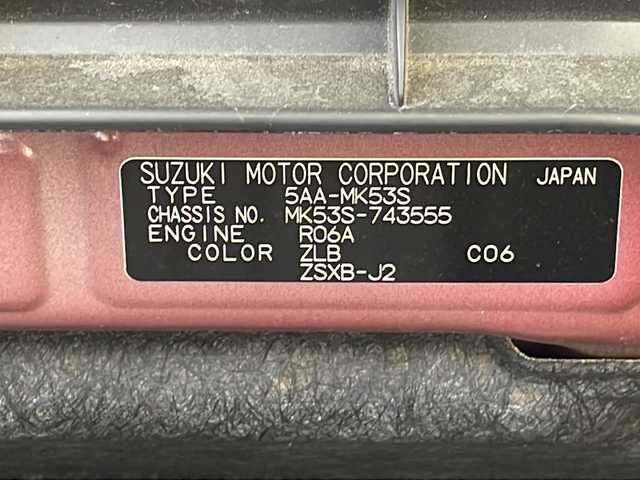 SUZUKI MOTOR CORPORATION JAPAN
TYPE 5AA-MK53S
CHASSIS NO. MK53S-743555
ENGINE R06A
COLOR ZLB C06
ZSXB-J2